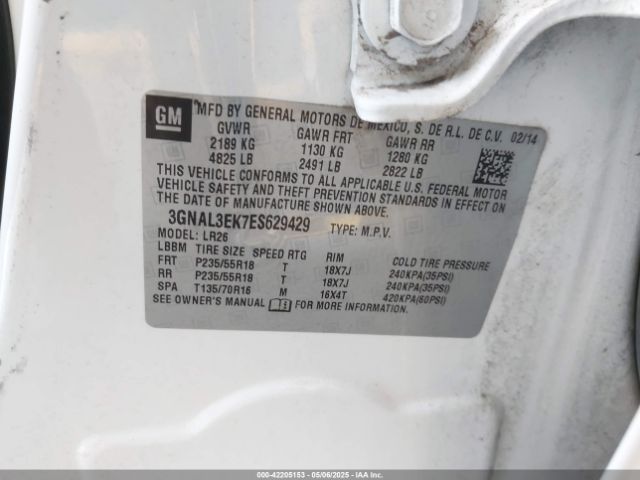 GM
MFD BY GENERAL MOTORS DE MEXICO, S. DE R.L. DE C.V. 02/14
GVWR GAWR FRT GAWR RR
2189 KG 1130 KG 1280 KG
4825 LB 2491 LB 2822 LB
THIS VEHICLE CONFORMS TO ALL APPLICABLE U.S. FEDERAL MOTOR
VEHICLE SAFETY AND THEFT PREVENTION STANDARDS IN EFFECT ON
THE DATE OF MANUFACTURE SHOWN ABOVE.
3GNAL3EK7ES629429 TYPE: M.P.V.
MODEL: LR26
LBBM TIRE SIZE SPEED RTG RIM COLD TIRE PRESSURE
FRT P235/55R18 T 18X7J 240KPA(35PSI)
RR P235/55R18 T 18X7J 240KPA(35PSI)
SPA T135/70R16 M 16X4T 420KPA(60PSI)
SEE OWNER'S MANUAL FOR MORE INFORMATION.
000-42205153 - 05/06/2025 - IAAI.COM